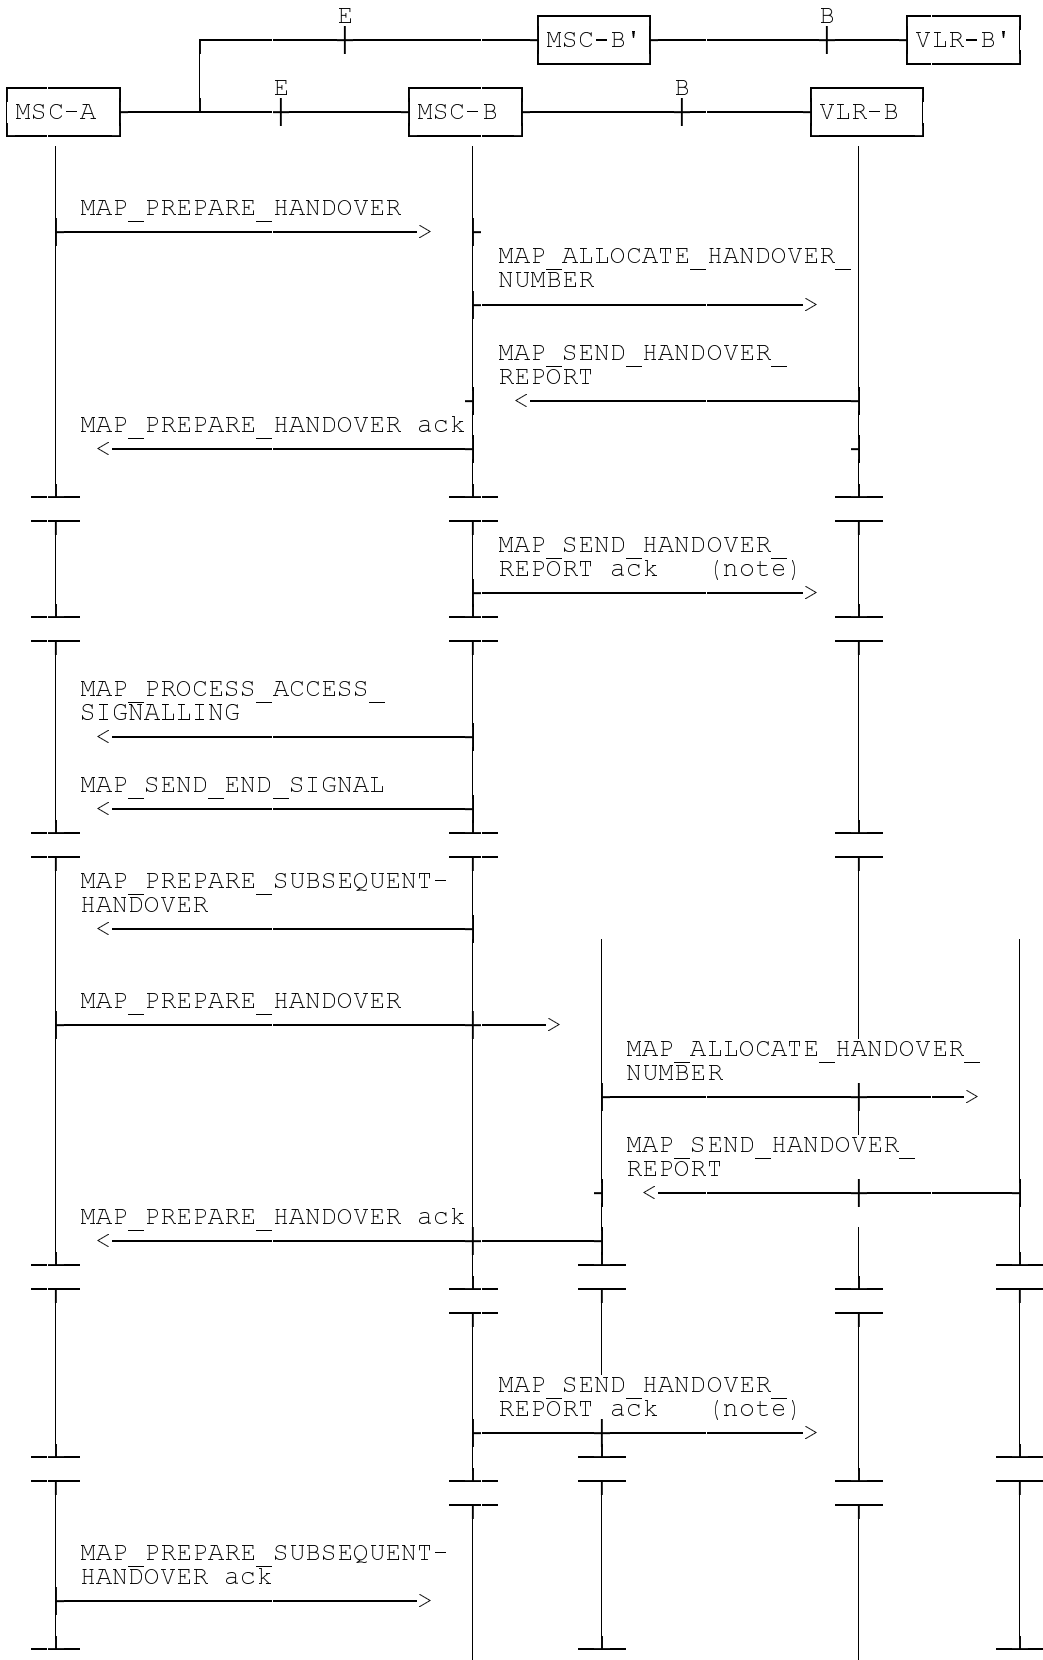 E B
MSC-B' VLR-B'
E B
MSC-A MSC-B VLR-B
MAP_PREPARE_HANDOVER
MAP_ALLOCATE_HANDOVER_
NUMBER
MAP_SEND_HANDOVER_
REPORT
MAP_PREPARE_HANDOVER ack
MAP_SEND_HANDOVER_
REPORT ack (note)
MAP_PROCESS_ACCESS_
SIGNALLING
MAP_SEND_END_SIGNAL
MAP_PREPARE_SUBSEQUENT-
HANDOVER
MAP_PREPARE_HANDOVER
MAP_ALLOCATE_HANDOVER_
NUMBER
MAP_SEND_HANDOVER_
REPORT
MAP_PREPARE_HANDOVER ack
MAP_SEND_HANDOVER_
REPORT ack (note)
MAP_PREPARE_SUBSEQUENT-
HANDOVER ack